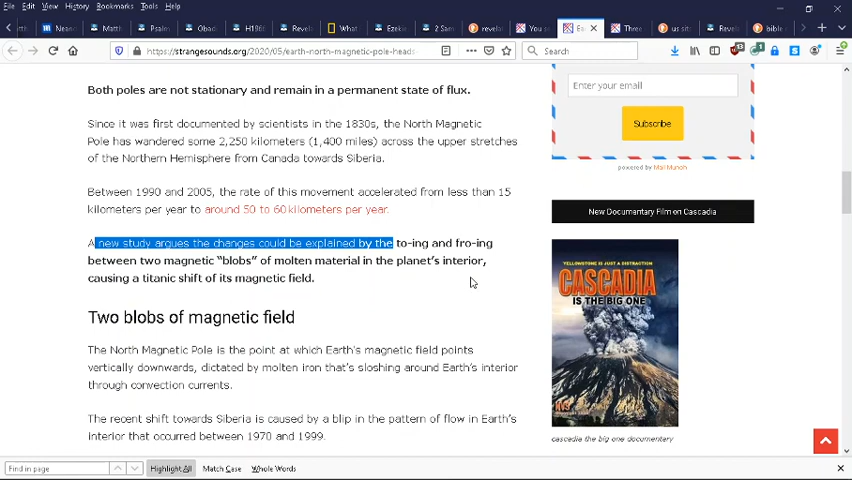 File Edit View History Bookmarks Tools Help
Nean Matth Ps Obad H1966 Revel What Ezekie 2 Sam revelat You s E Three us sit Revel bible
https://strangesounds.org/2020/05/earth-north-magnetic-pole-heads-
Search
Both poles are not stationary and remain in a permanent state of flux.
Since it was first documented by scientists in the 1830s, the North Magnetic
Pole has wandered some 2,250 kilometers (1,400 miles) across the upper stretches
of the Northern Hemisphere from Canada towards Siberia.
Between 1990 and 2005, the rate of this movement accelerated from less than 15
kilometers per year to around 50 to 60 kilometers per year.
A new study argues the changes could be explained by the to-ing and fro-ing
between two magnetic “blobs” of molten material in the planet’s interior,
causing a titanic shift of its magnetic field.
Two blobs of magnetic field
The North Magnetic Pole is the point at which Earth’s magnetic field points
vertically downwards, dictated by molten iron that’s sloshing around Earth’s interior
through convection currents.
The recent shift towards Siberia is caused by a blip in the pattern of flow in Earth’s
interior that occurred between 1970 and 1999.
Enter your email
Subscribe
powered by MailMunch
New Documentary Film on Cascadia
YELLOWSTONE IS JUST A DISTRACTION.
CASCADIA
IS THE BIG ONE
cascadia the big one documentary
Find in page
Highlight All Match Case Whole Words